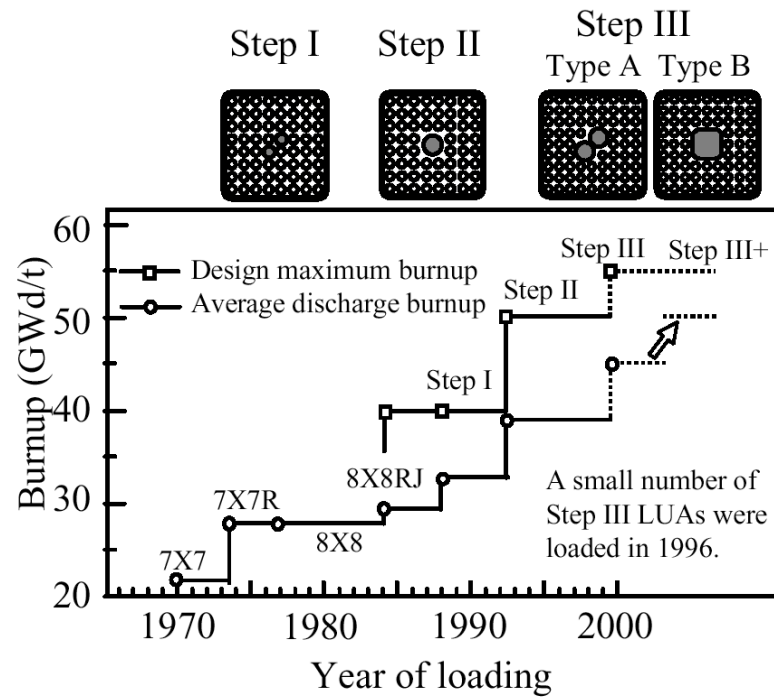 Step I
Step II
Step III
Type A
Type B
60
50
40
30
20
Burnup (GWd/t)
Design maximum burnup
Average discharge burnup
Step III
Step III+
Step II
Step I
8X8RJ
7X7R
8X8
7X7
A small number of
Step III LUAs were
loaded in 1996.
1970
1980
1990
2000
Year of loading